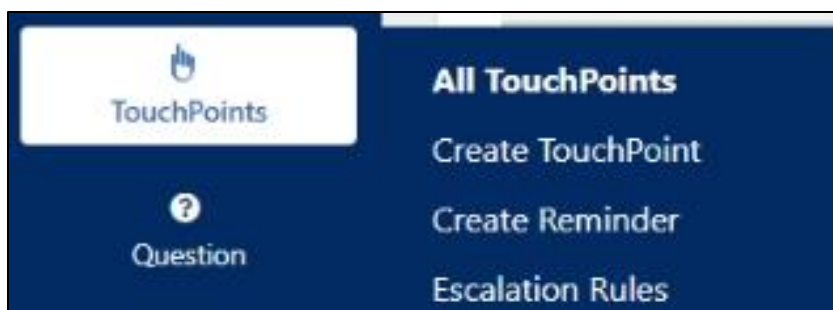 TouchPoints
Question
All TouchPoints
Create TouchPoint
Create Reminder
Escalation Rules